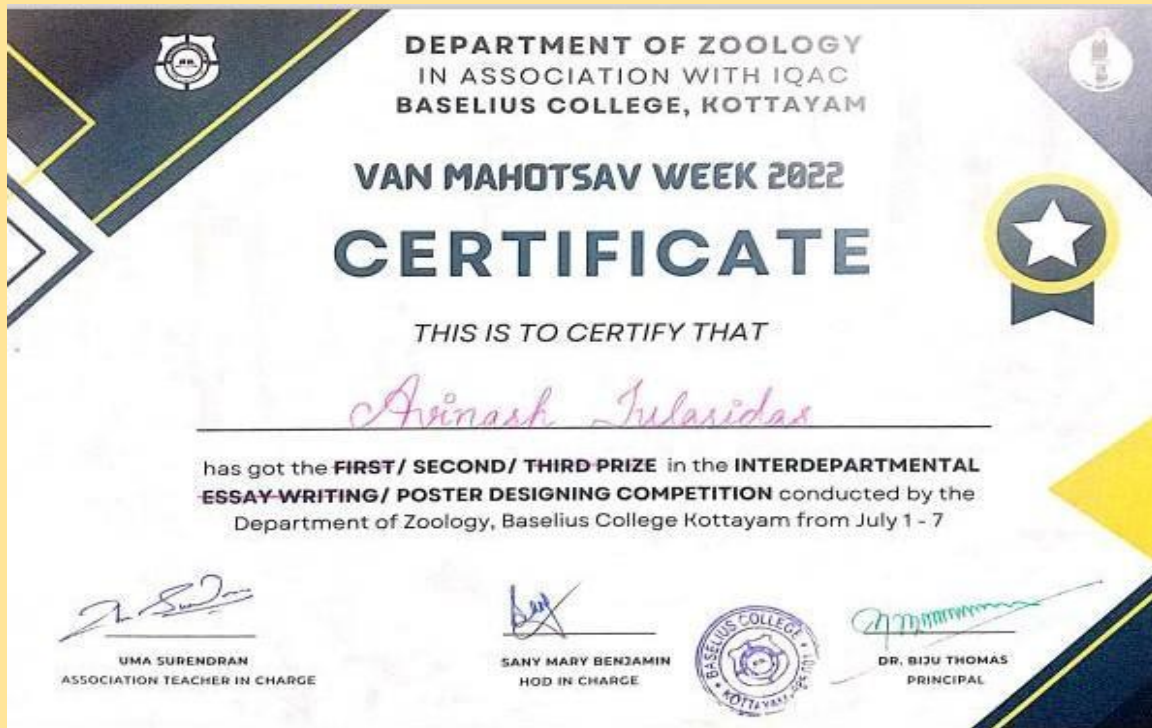 DEPARTMENT OF ZOOLOGY
IN ASSOCIATION WITH IQAC
BASELIUS COLLEGE, KOTTAYAM
VAN MAHOTSAV WEEK 2022
CERTIFICATE
THIS IS TO CERTIFY THAT
Avinash Tulasidas
has got the FIRST/ SECOND/ THIRD PRIZE in the INTERDEPARTMENTAL
ESSAY WRITING/ POSTER DESIGNING COMPETITION conducted by the
Department of Zoology, Baselius College Kottayam from July 1 - 7
UMA SURENDRAN
ASSOCIATION TEACHER IN CHARGE
SANY MARY BENJAMIN
HOD IN CHARGE
BASELIUS COLLEGE
KOTTAYAM
DR. BIJU THOMAS
PRINCIPAL